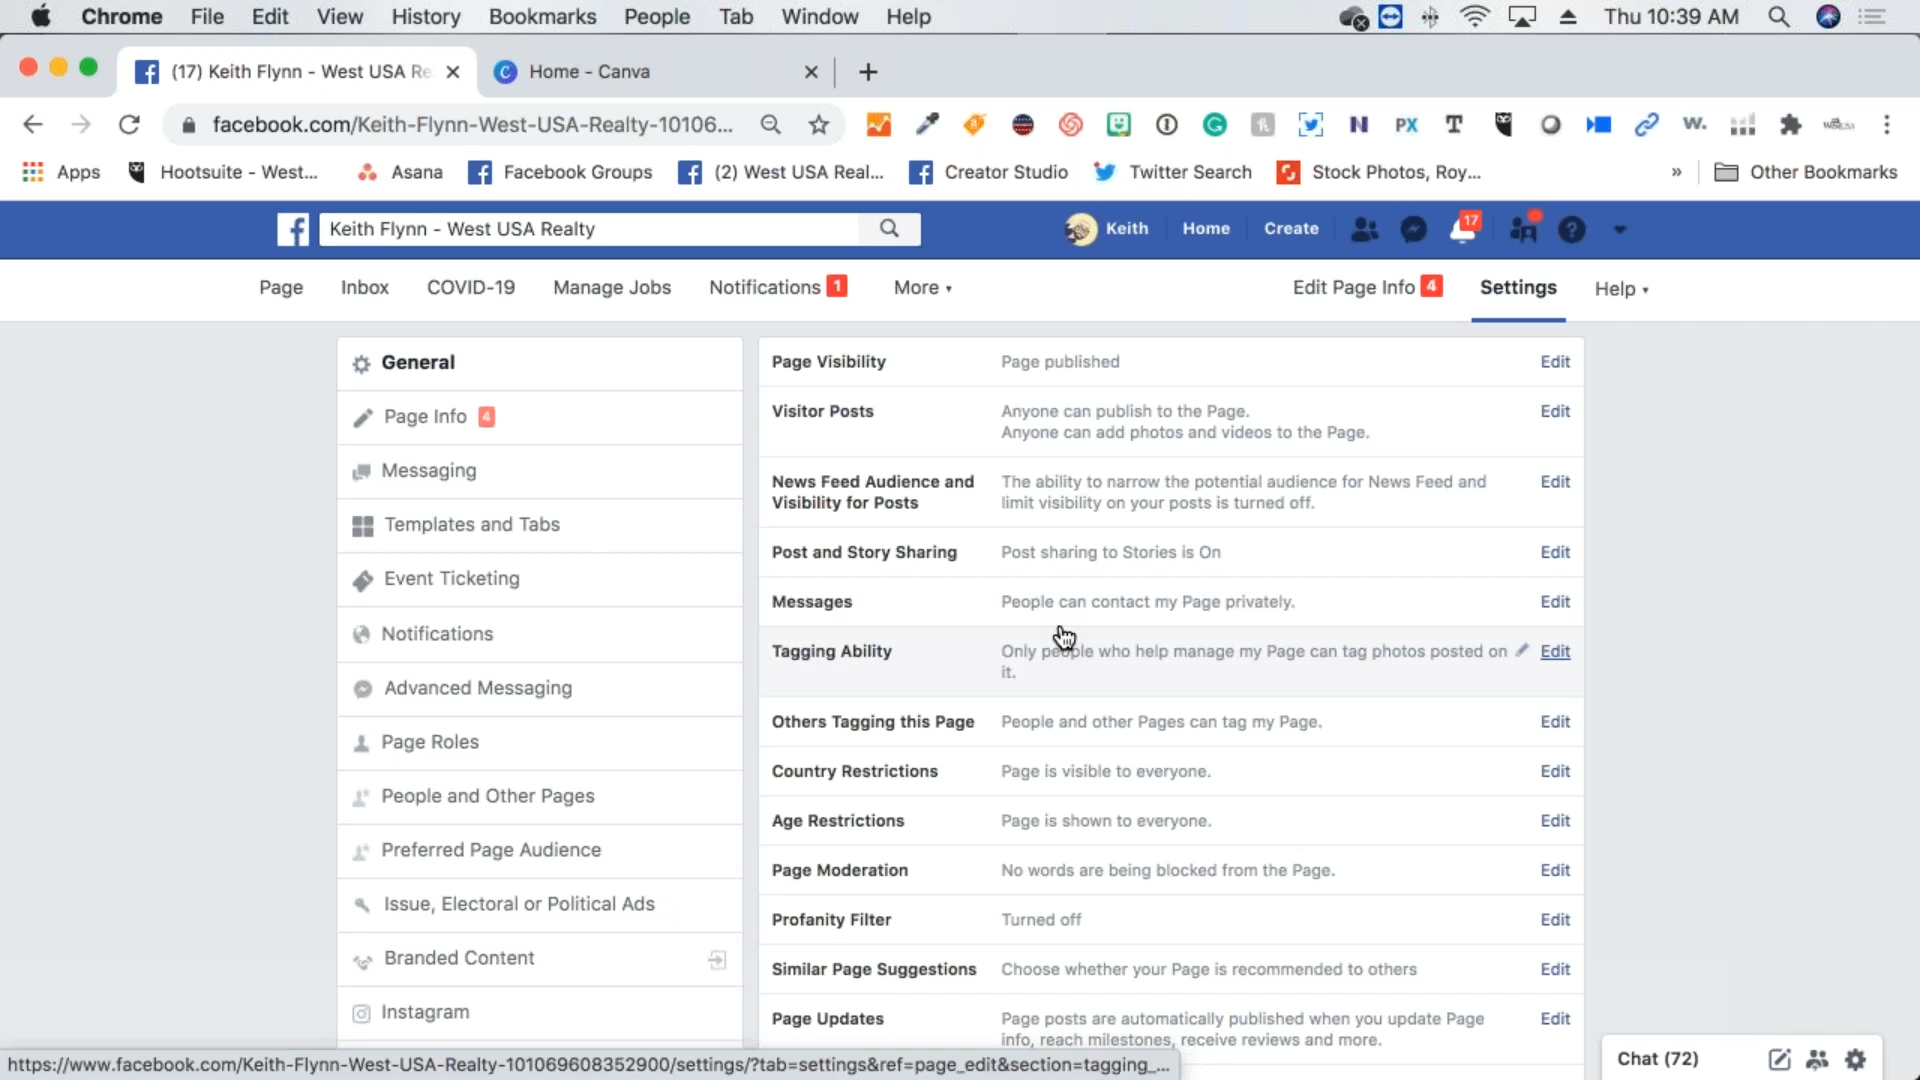 Chrome File Edit View History Bookmarks People Tab Window Help Thu 10:39 AM
(17) Keith Flynn - West USA Re Home - Canva
facebook.com/Keith-Flynn-West-USA-Realty-10106...
Apps Hootsuite - West... Asana Facebook Groups (2) West USA Real... Creator Studio Twitter Search Stock Photos, Roy... » Other Bookmarks
Keith Flynn - West USA Realty Keith Home Create 17
Page Inbox COVID-19 Manage Jobs Notifications 1 More Edit Page Info 4 Settings Help
General
Page Info 4
Messaging
Templates and Tabs
Event Ticketing
Notifications
Advanced Messaging
Page Roles
People and Other Pages
Preferred Page Audience
Issue, Electoral or Political Ads
Branded Content
Instagram
Page Visibility Page published Edit
Visitor Posts Anyone can publish to the Page. Edit
Anyone can add photos and videos to the Page.
News Feed Audience and The ability to narrow the potential audience for News Feed and Edit
Visibility for Posts limit visibility on your posts is turned off.
Post and Story Sharing Post sharing to Stories is On Edit
Messages People can contact my Page privately. Edit
Tagging Ability Only people who help manage my Page can tag photos posted on Edit
it.
Others Tagging this Page People and other Pages can tag my Page. Edit
Country Restrictions Page is visible to everyone. Edit
Age Restrictions Page is shown to everyone. Edit
Page Moderation No words are being blocked from the Page. Edit
Profanity Filter Turned off Edit
Similar Page Suggestions Choose whether your Page is recommended to others Edit
Page Updates Page posts are automatically published when you update Page Edit
info, reach milestones, receive reviews and more.
Chat (72)
https://www.facebook.com/Keith-Flynn-West-USA-Realty-101069608352900/settings/?tab=settings&ref=page_edit&section=tagging_...